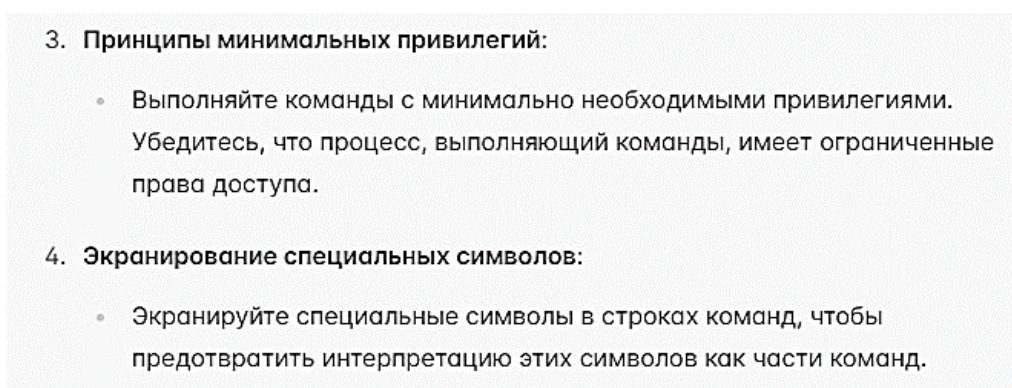 3. Принципы минимальных привилегий:
• Выполняйте команды с минимально необходимыми привилегиями.
Убедитесь, что процесс, выполняющий команды, имеет ограниченные
права доступа.
4. Экранирование специальных символов:
• Экранируйте специальные символы в строках команд, чтобы
предотвратить интерпретацию этих символов как части команд.